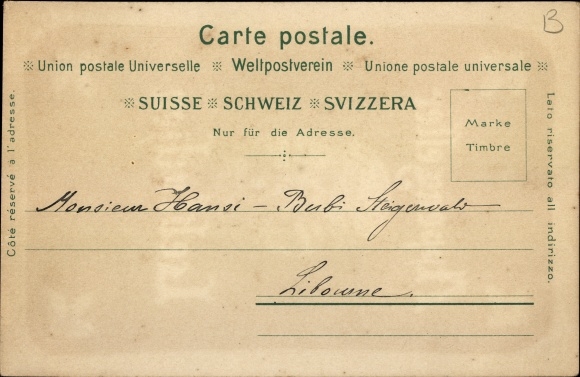 B
Carte postale.
Union postale Universelle Weltpostverein Unione postale universale
SUISSE SCHWEIZ SVIZZERA
Nur für die Adresse.
Marke
Timbre
Côté réservé à l'adresse.
Leto riservato all indirizzo.
Monsieur Hansi - Bubi Steigerwald
Libourne.